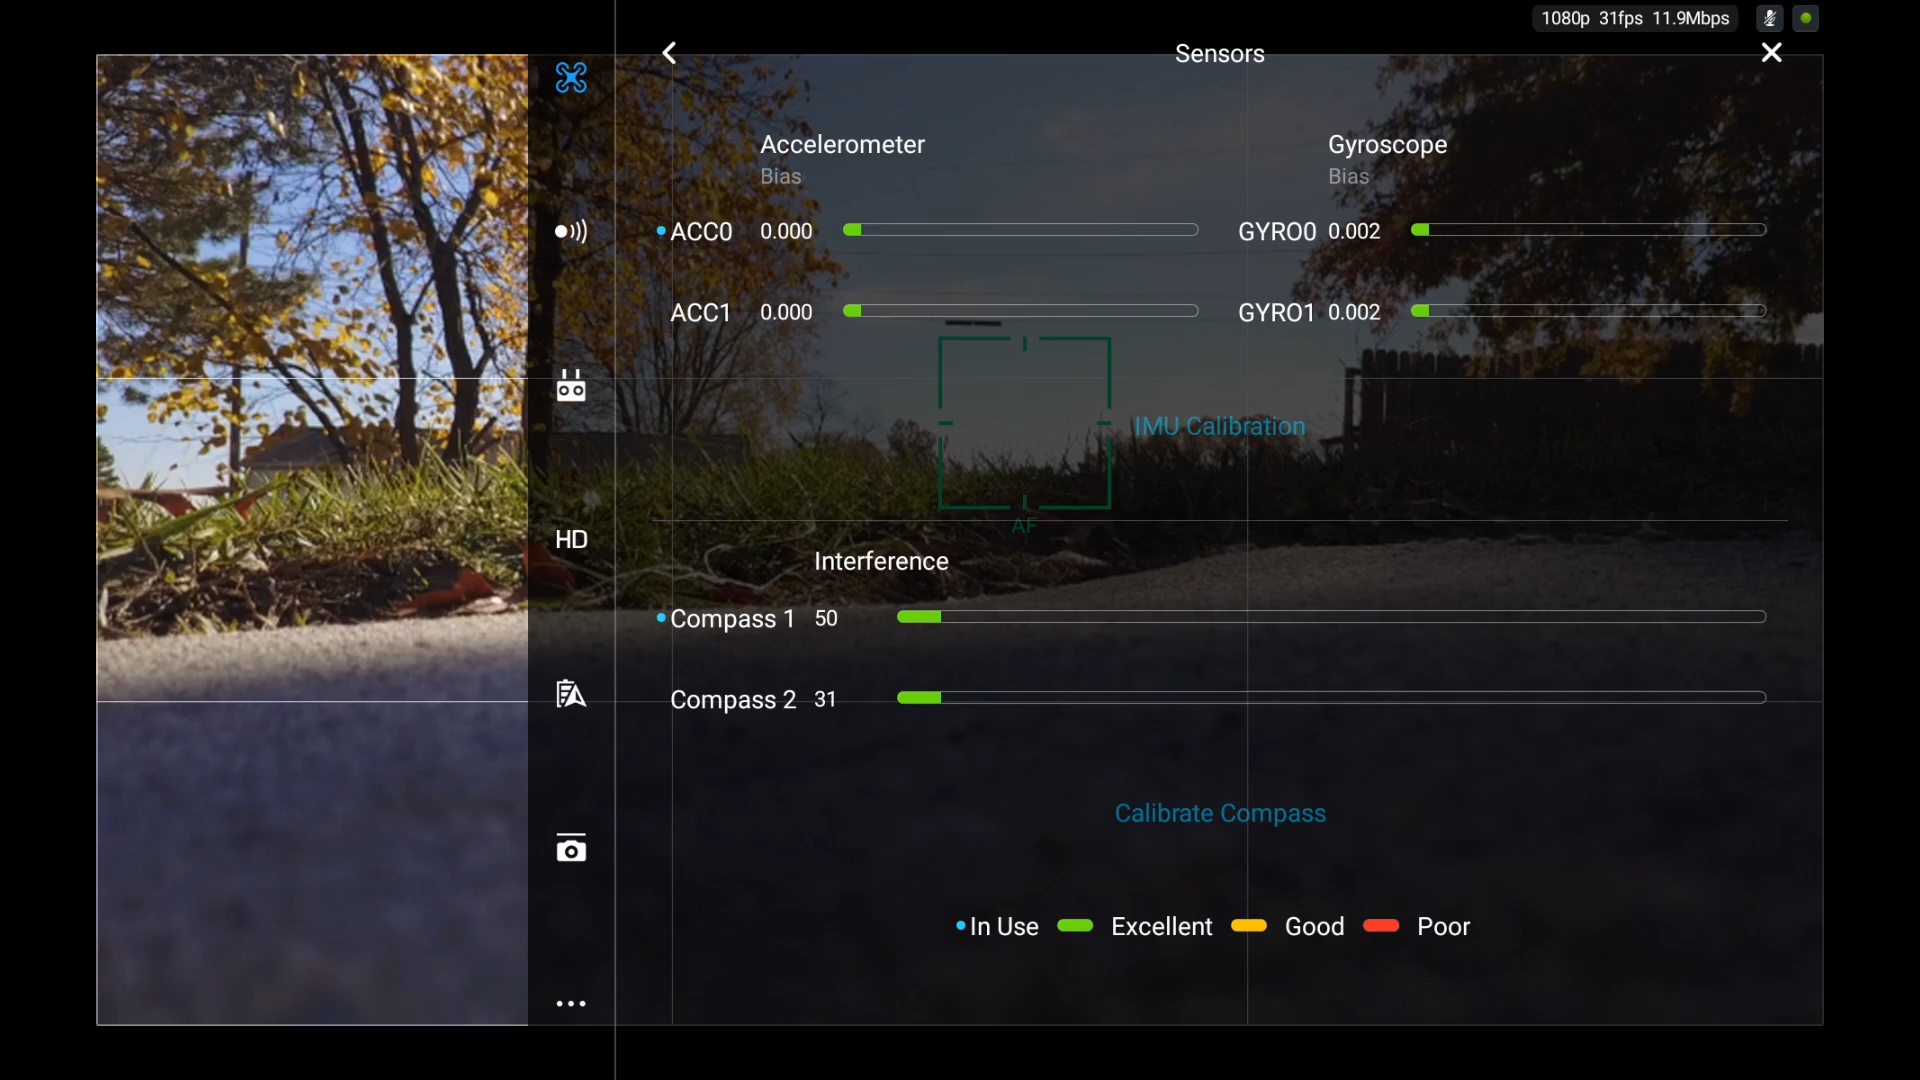 1080p 31fps 11.9Mbps
Sensors
Accelerometer
Bias
Gyroscope
Bias
ACC0 0.000
GYRO0 0.002
ACC1 0.000
GYRO1 0.002
IMU Calibration
AF
HD
Interference
Compass 1 50
Compass 2 31
Calibrate Compass
In Use Excellent Good Poor